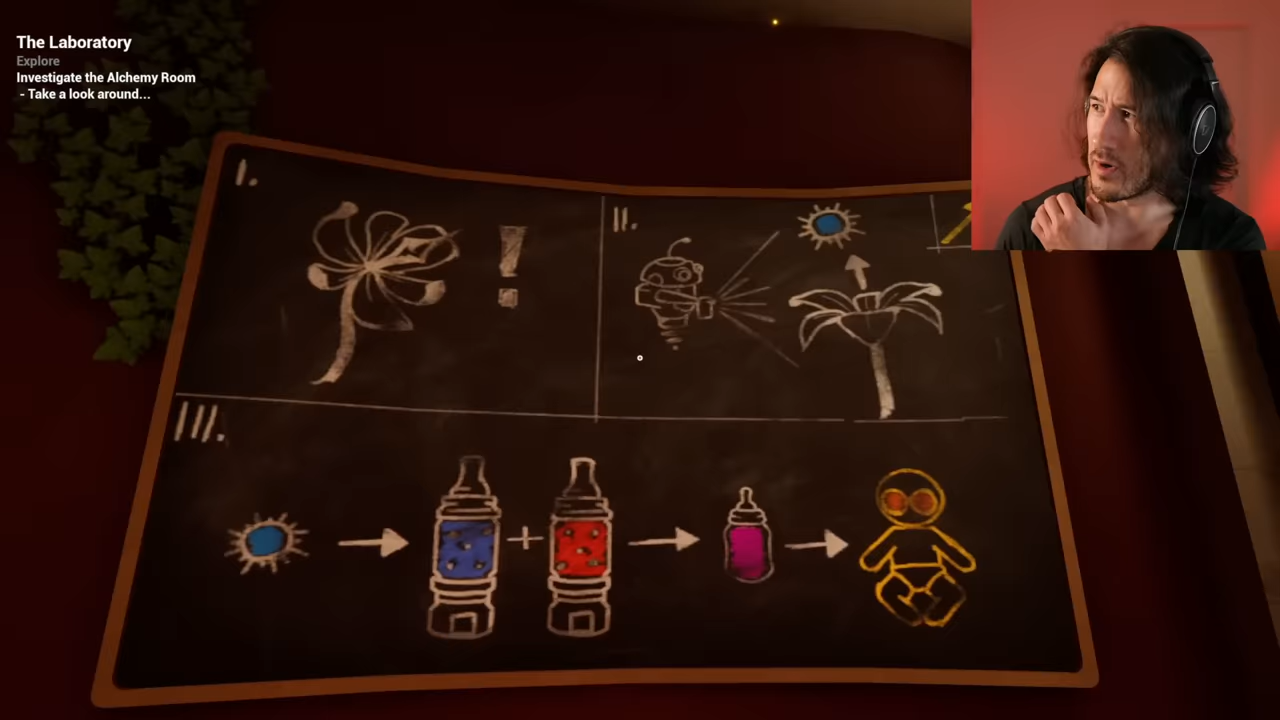 The Laboratory
Explore
Investigate the Alchemy Room
- Take a look around...
I.
!
II.
III.
+